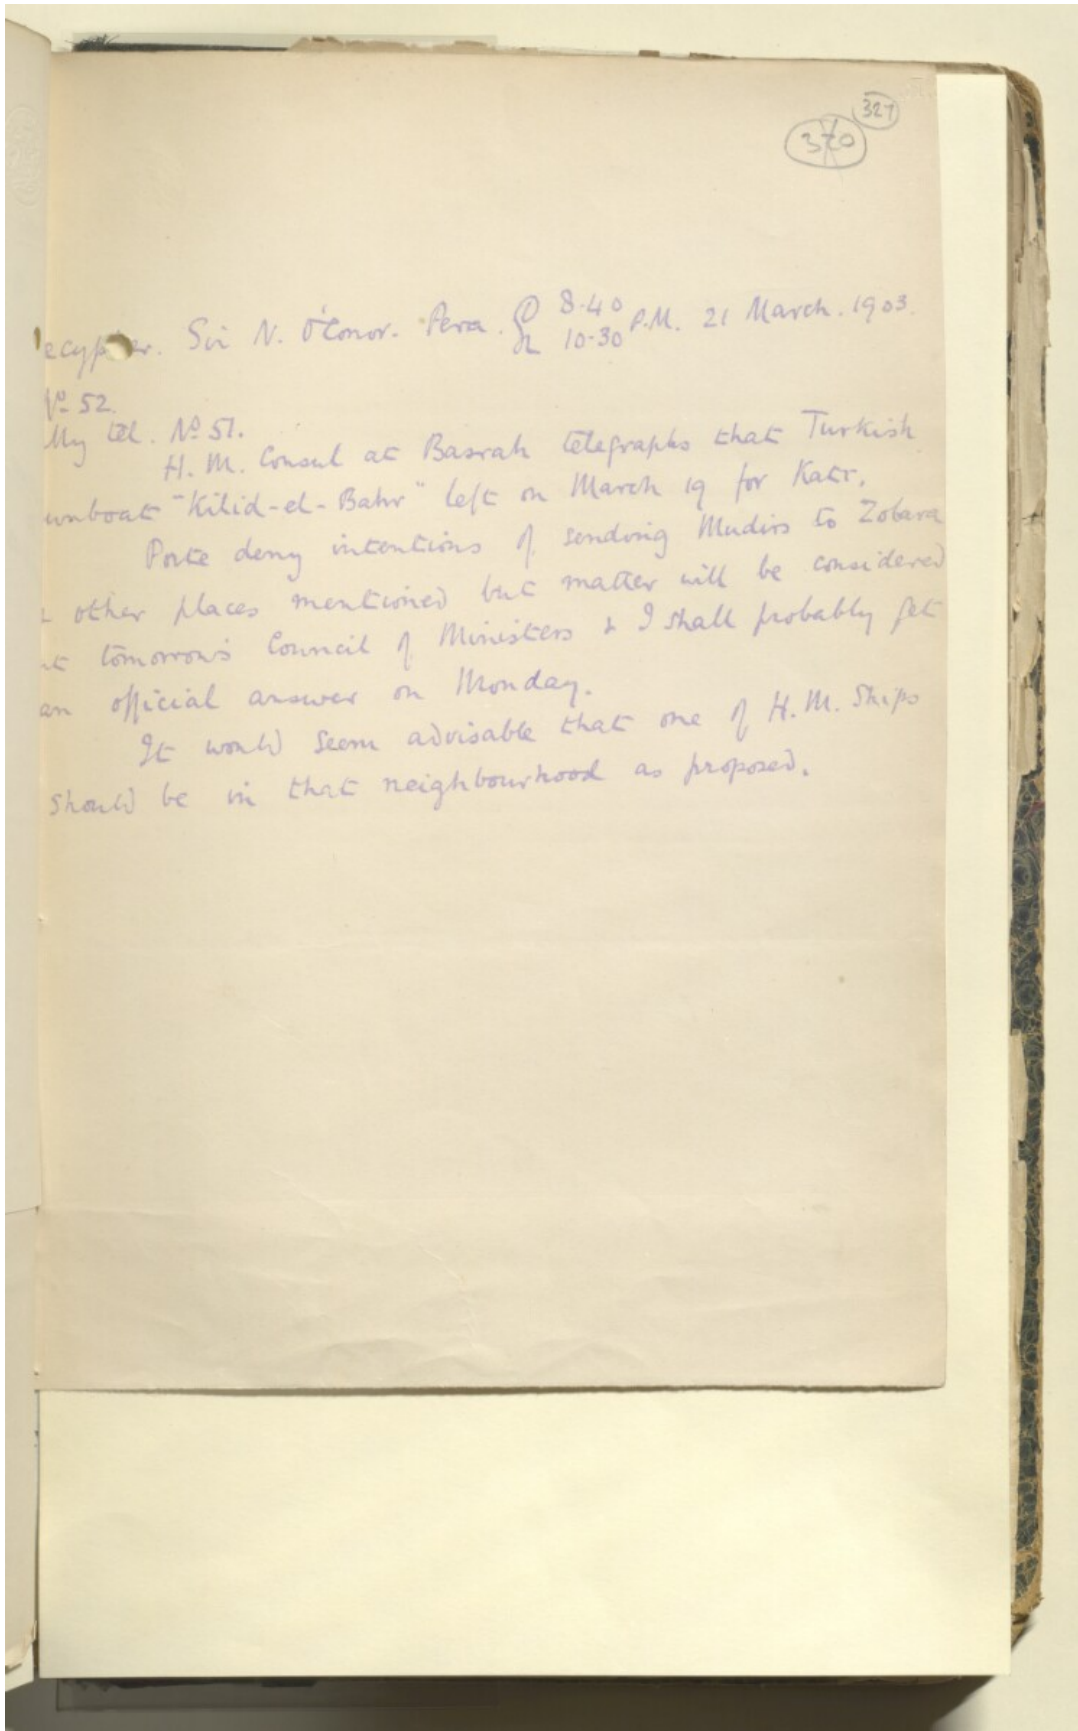 327
370
ecypher. Sir N. O'Conor. Pera. D 8.40 P.M. 21 March. 1903.
R 10-30
No 52.
My tel. No 51.
H. M. Consul at Basrah telegraphs that Turkish
unboat "Kilid-el-Bahr" left on March 19 for Katr.
Porte deny intentions of sending Mudirs to Zobara
& other places mentioned but matter will be considered
at tomorrow's Council of Ministers & I shall probably get
an official answer on Monday.
It would seem advisable that one of H. M. Ships
should be in that neighbourhood as proposed.